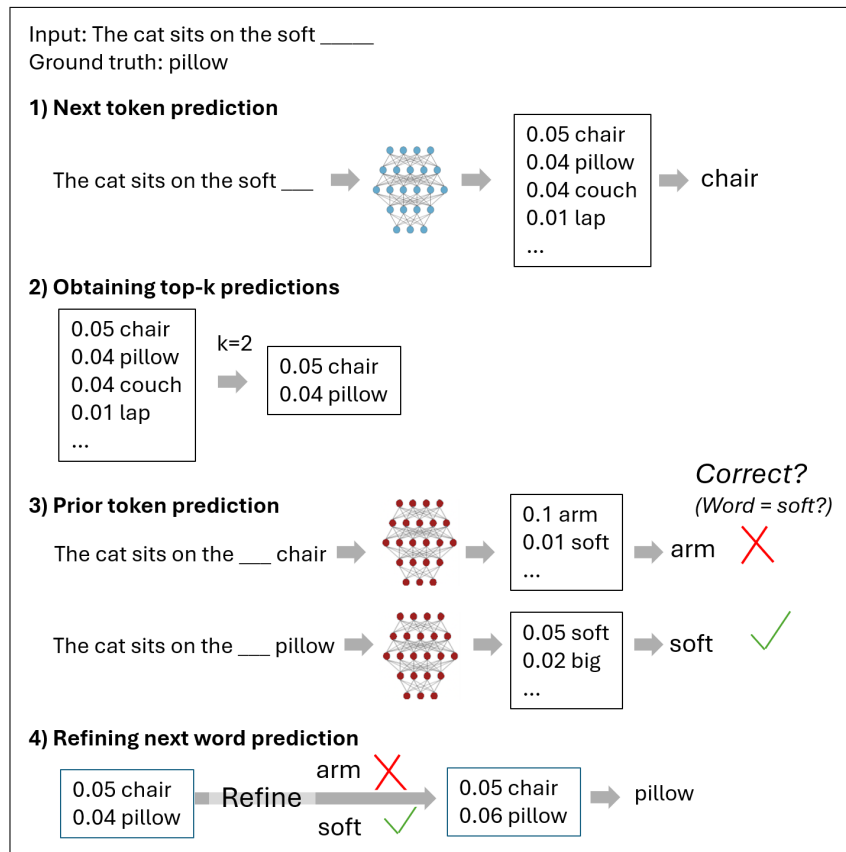 Input: The cat sits on the soft _____
Ground truth: pillow
1) Next token prediction
The cat sits on the soft ___
0.05 chair
0.04 pillow
0.04 couch
0.01 lap
...
chair
2) Obtaining top-k predictions
0.05 chair
0.04 pillow
0.04 couch
0.01 lap
...
k=2
0.05 chair
0.04 pillow
Correct?
(Word = soft?)
3) Prior token prediction
The cat sits on the ___ chair
0.1 arm
0.01 soft
...
arm
The cat sits on the ___ pillow
0.05 soft
0.02 big
...
soft
4) Refining next word prediction
0.05 chair
0.04 pillow
arm
Refine
soft
0.05 chair
0.06 pillow
pillow